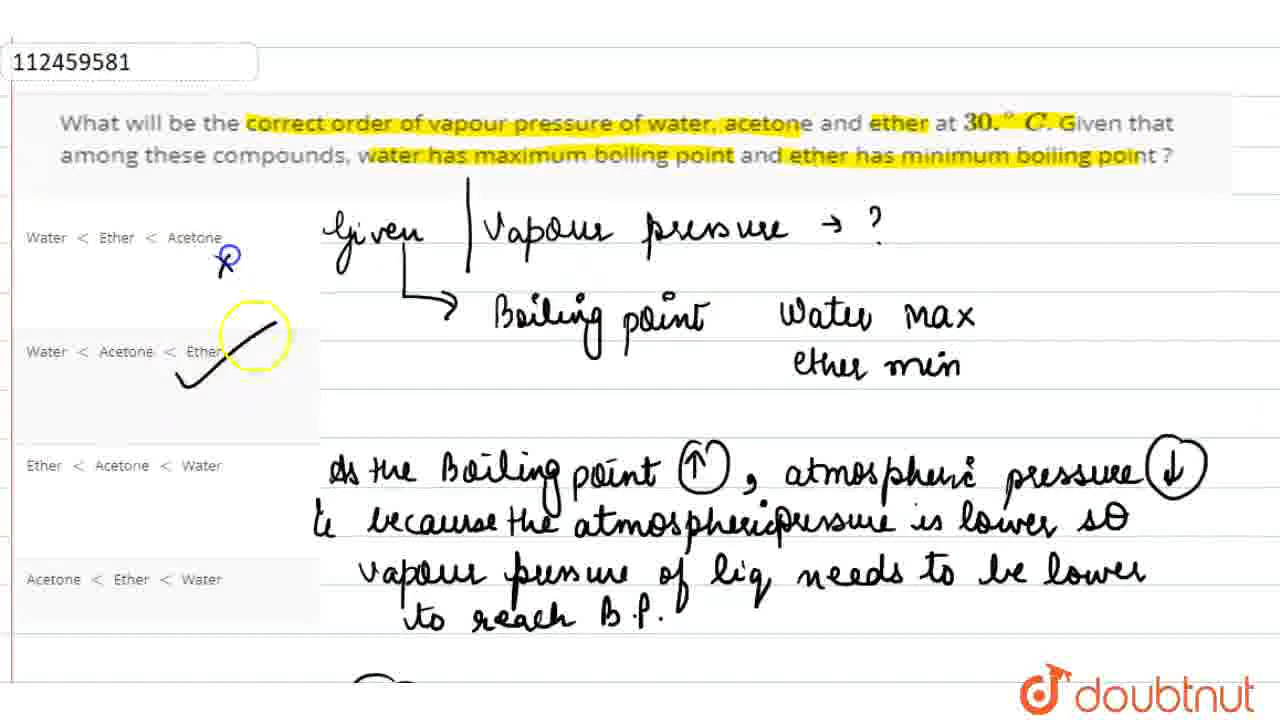 112459581
What will be the correct order of vapour pressure of water, acetone and ether at 30.° C. Given that
among these compounds, water has maximum boiling point and ether has minimum boiling point ?
Water < Ether < Acetone
Water < Acetone < Ether
Ether < Acetone < Water
Acetone < Ether < Water
Given | Vapour pressure → ?
Boiling point Water max
ether min
As the Boiling point ↑, atmospheric pressure ↓
because the atmospheric pressure is lower so
vapour pressure of liq needs to be lower
to reach B.P.
doubtnut